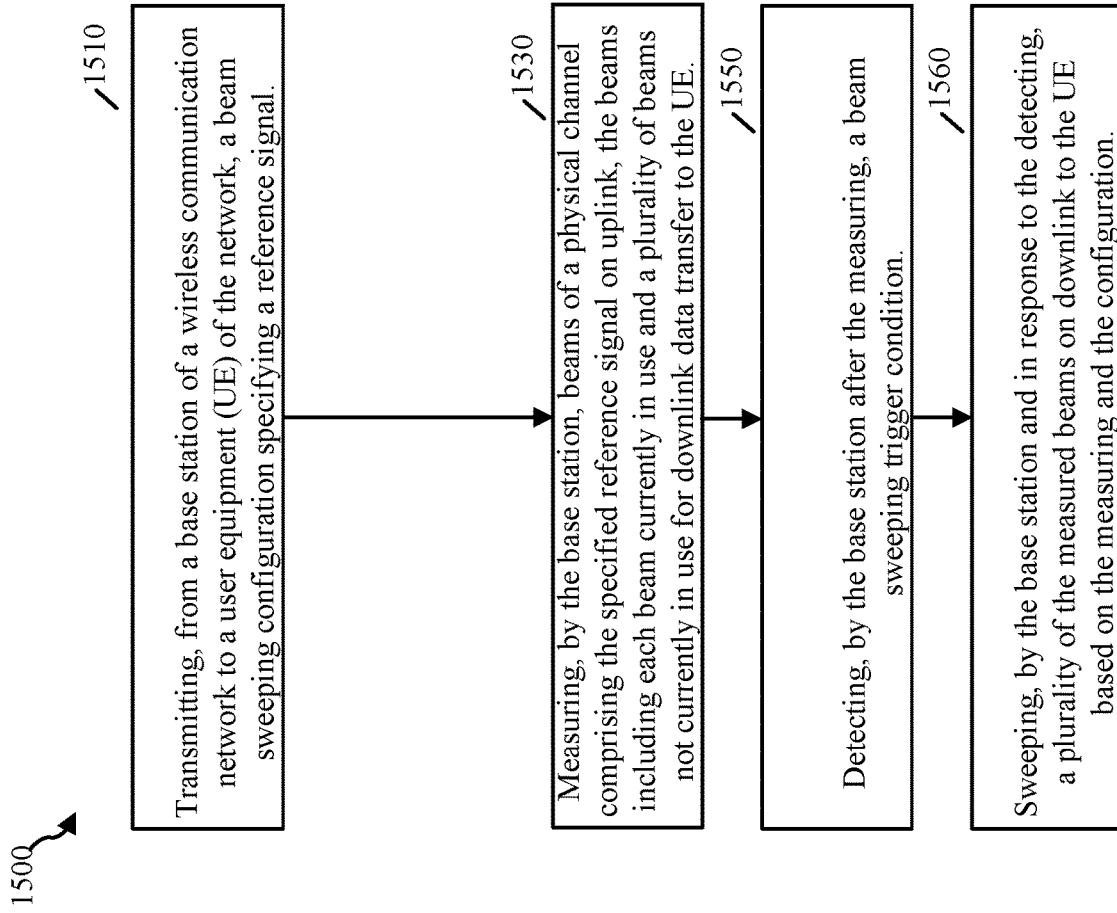 1500
1510
Transmitting, from a base station of a wireless communication
network to a user equipment (UE) of the network, a beam
sweeping configuration specifying a reference signal.
1530
Measuring, by the base station, beams of a physical channel
comprising the specified reference signal on uplink, the beams
including each beam currently in use and a plurality of beams
not currently in use for downlink data transfer to the UE.
1550
Detecting, by the base station after the measuring, a beam
sweeping trigger condition.
1560
Sweeping, by the base station and in response to the detecting,
a plurality of the measured beams on downlink to the UE
based on the measuring and the configuration.